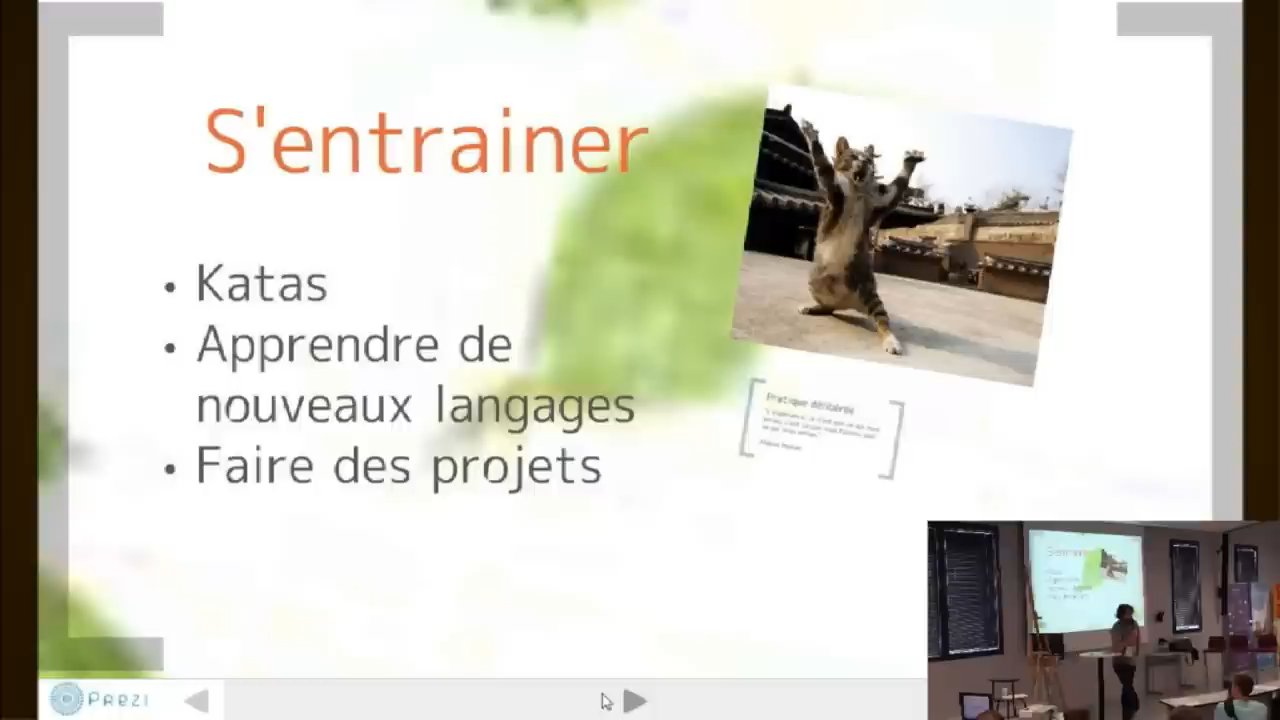 S'entrainer
• Katas
• Apprendre de
nouveaux langages
• Faire des projets
Pratique délibérée
Prezi